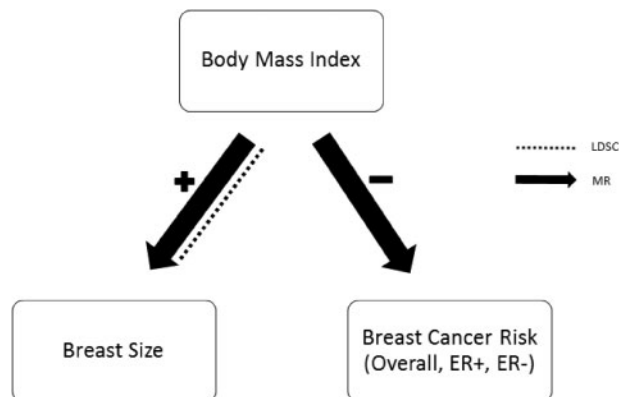 Body Mass Index
LDSC
+
−
MR
Breast Size
Breast Cancer Risk
(Overall, ER+, ER-)